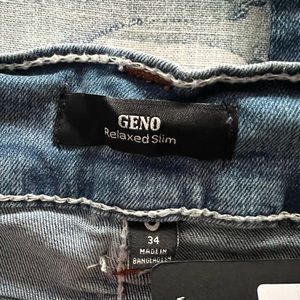 GENO
Relaxed Slim
34
MADE IN
BANGLADESH